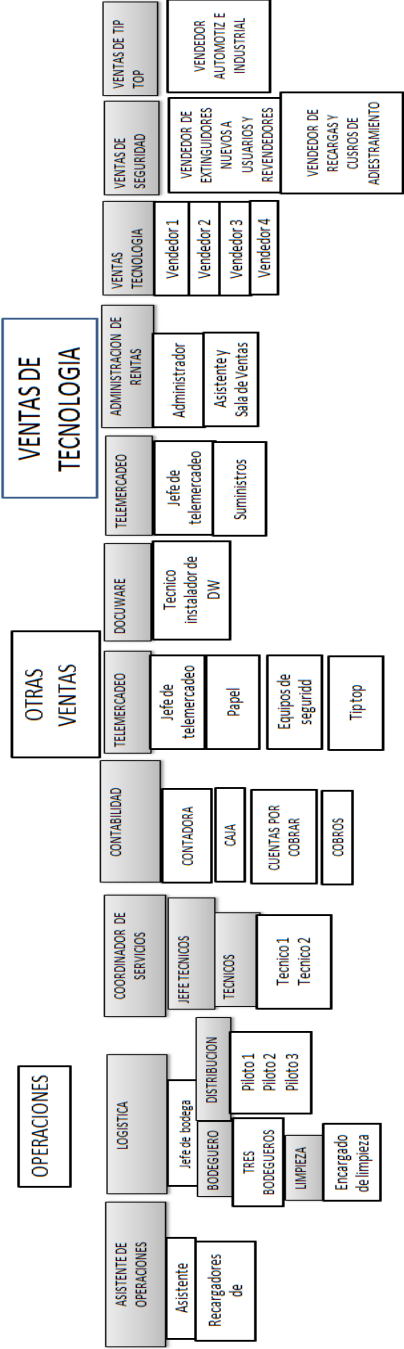 OPERACIONES
OTRAS
VENTAS
VENTAS DE
TECNOLOGIA
ASISTENTE DE
OPERACIONES
Asistente
Recargadores
de
LOGISTICA
Jefe de bodega
BODEGUERO
TRES
BODEGUEROS
LIMPIEZA
Encargado
de limpieza
DISTRIBUCION
Piloto 1
Piloto 2
Piloto 3
COORDINADOR DE
SERVICIOS
JEFE TECNICOS
TECNICOS
Tecnico 1
Tecnico 2
CONTABILIDAD
CONTADORA
CAJA
CUENTAS POR
COBRAR
COBROS
TELEMERCADEO
Jefe de
telemercadeo
Papel
Equipos de
seguridd
Tip top
DOCUWARE
Tecnico
instalador de
DW
TELEMERCADEO
Jefe de
telemercadeo
Suministros
ADMINISTRACION DE
RENTAS
Administrador
Asistente y
Sala de Ventas
VENTAS
TECNOLOGIA
Vendedor 1
Vendedor 2
Vendedor 3
Vendedor 4
VENTAS DE
SEGURIDAD
VENDEDOR DE
EXTINGUIDORES
NUEVOS A
USUARIOS Y
REVENDEDORES
VENDEDOR DE
RECARGAS Y
CUSROS DE
ADIESTRAMIENTO
VENTAS DE TIP
TOP
VENDEDOR
AUTOMOTIZ E
INDUSTRIAL